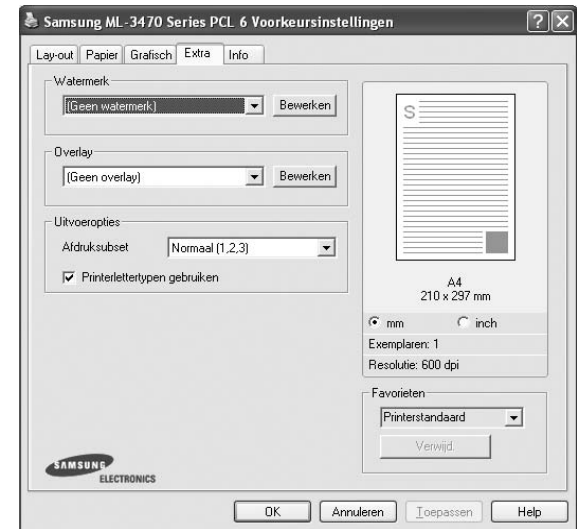 Samsung ML-3470 Series PCL 6 Voorkeursinstellingen
Lay-out Papier Grafisch Extra Info
Watermerk
(Geen watermerk) Bewerken
Overlay
(Geen overlay) Bewerken
Uitvoeropties
Afdruksubset Normaal (1,2,3)
Printerlettertypen gebruiken
S
A4
210 x 297 mm
mm inch
Exemplaren: 1
Resolutie: 600 dpi
Favorieten
Printerstandaard
Verwijd.
SAMSUNG
ELECTRONICS
OK Annuleren Toepassen Help